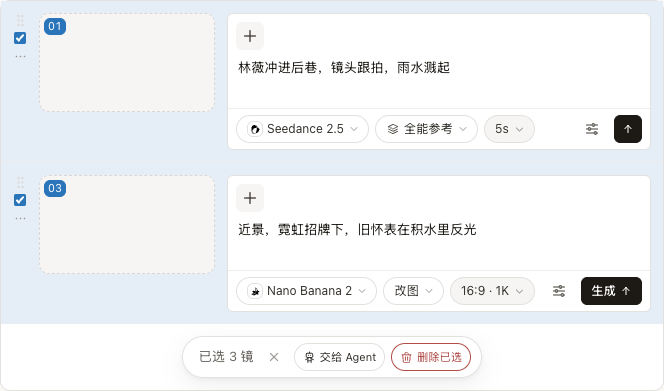 01
林薇冲进后巷，镜头跟拍，雨水溅起
Seedance 2.5
全能参考
5s
03
近景，霓虹招牌下，旧怀表在积水里反光
Nano Banana 2
改图
16:9 · 1K
生成
已选 3 镜
交给 Agent
删除已选